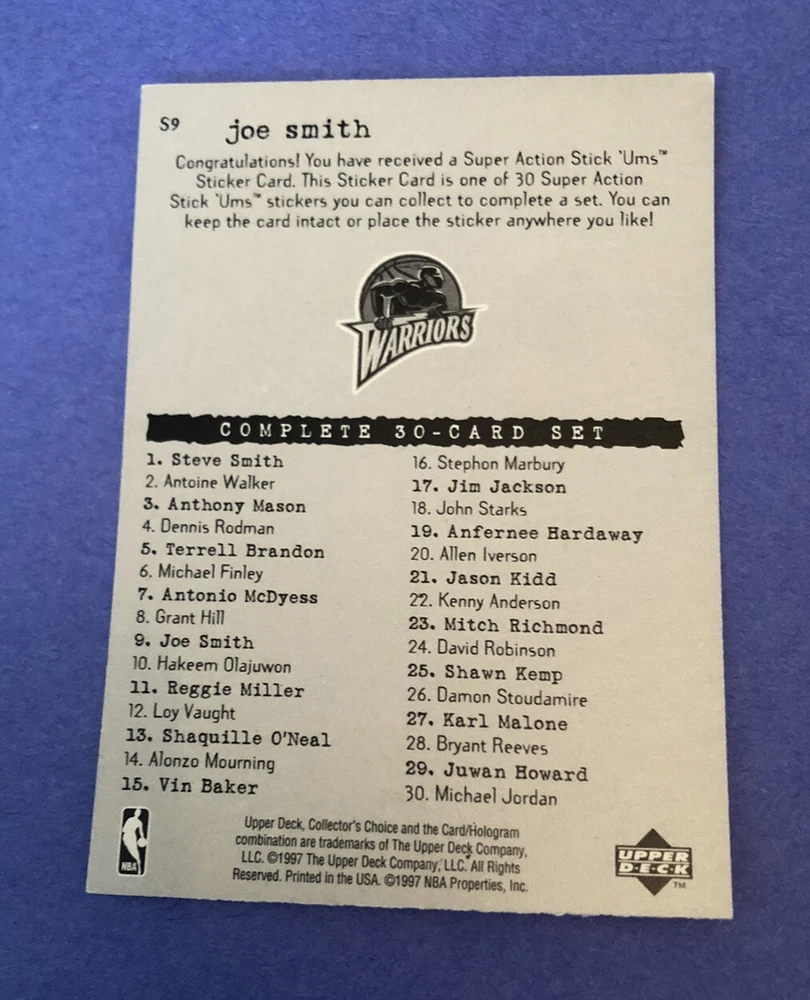 S9
joe smith
Congratulations! You have received a Super Action Stick 'Ums™
Sticker Card. This Sticker Card is one of 30 Super Action
Stick 'Ums™ stickers you can collect to complete a set. You can
keep the card intact or place the sticker anywhere you like!
WARRIORS
COMPLETE 30-CARD SET
1. Steve Smith
2. Antoine Walker
3. Anthony Mason
4. Dennis Rodman
5. Terrell Brandon
6. Michael Finley
7. Antonio McDyess
8. Grant Hill
9. Joe Smith
10. Hakeem Olajuwon
11. Reggie Miller
12. Loy Vaught
13. Shaquille O'Neal
14. Alonzo Mourning
15. Vin Baker
16. Stephon Marbury
17. Jim Jackson
18. John Starks
19. Anfernee Hardaway
20. Allen Iverson
21. Jason Kidd
22. Kenny Anderson
23. Mitch Richmond
24. David Robinson
25. Shawn Kemp
26. Damon Stoudamire
27. Karl Malone
28. Bryant Reeves
29. Juwan Howard
30. Michael Jordan
NBA
Upper Deck, Collector's Choice and the Card/Hologram
combination are trademarks of The Upper Deck Company,
LLC. ©1997 The Upper Deck Company, LLC. All Rights
Reserved. Printed in the USA. ©1997 NBA Properties, Inc.
UPPER
D·E·C·K
TM